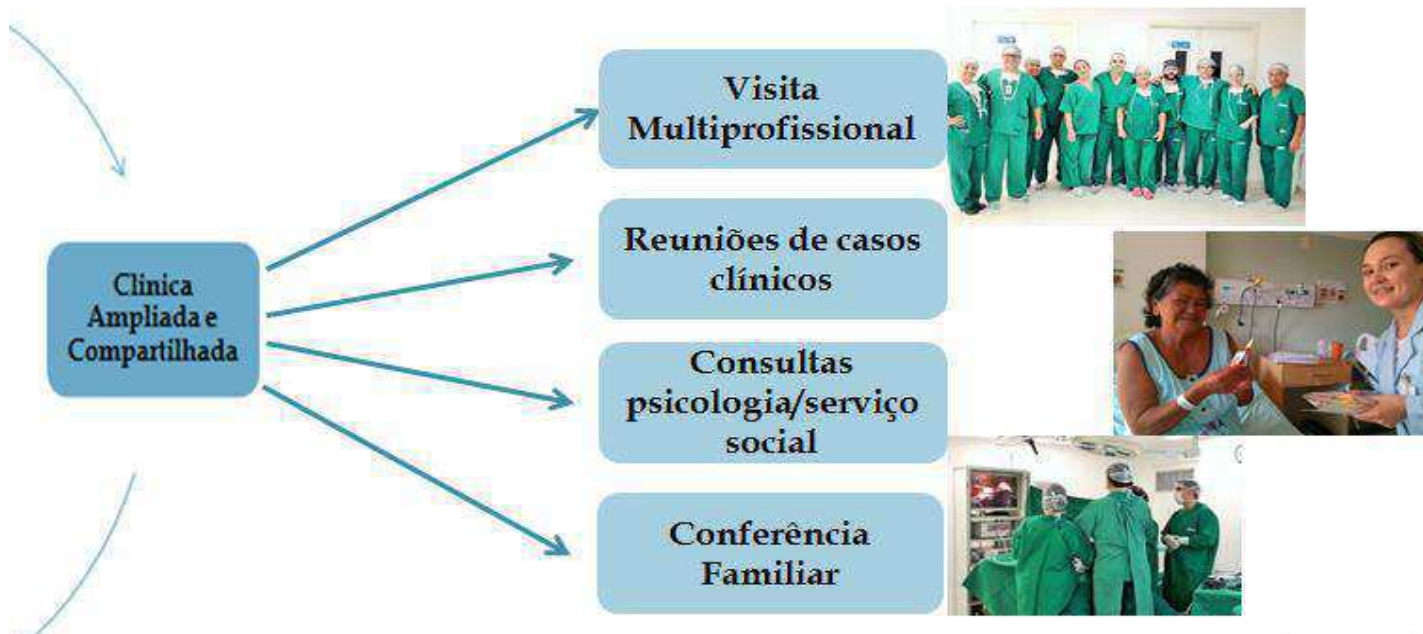 Visita
Multiprofissional
Reuniões de casos
clínicos
Clinica
Ampliada e
Compartilhada
Consultas
psicologia/serviço
social
Conferência
Familiar